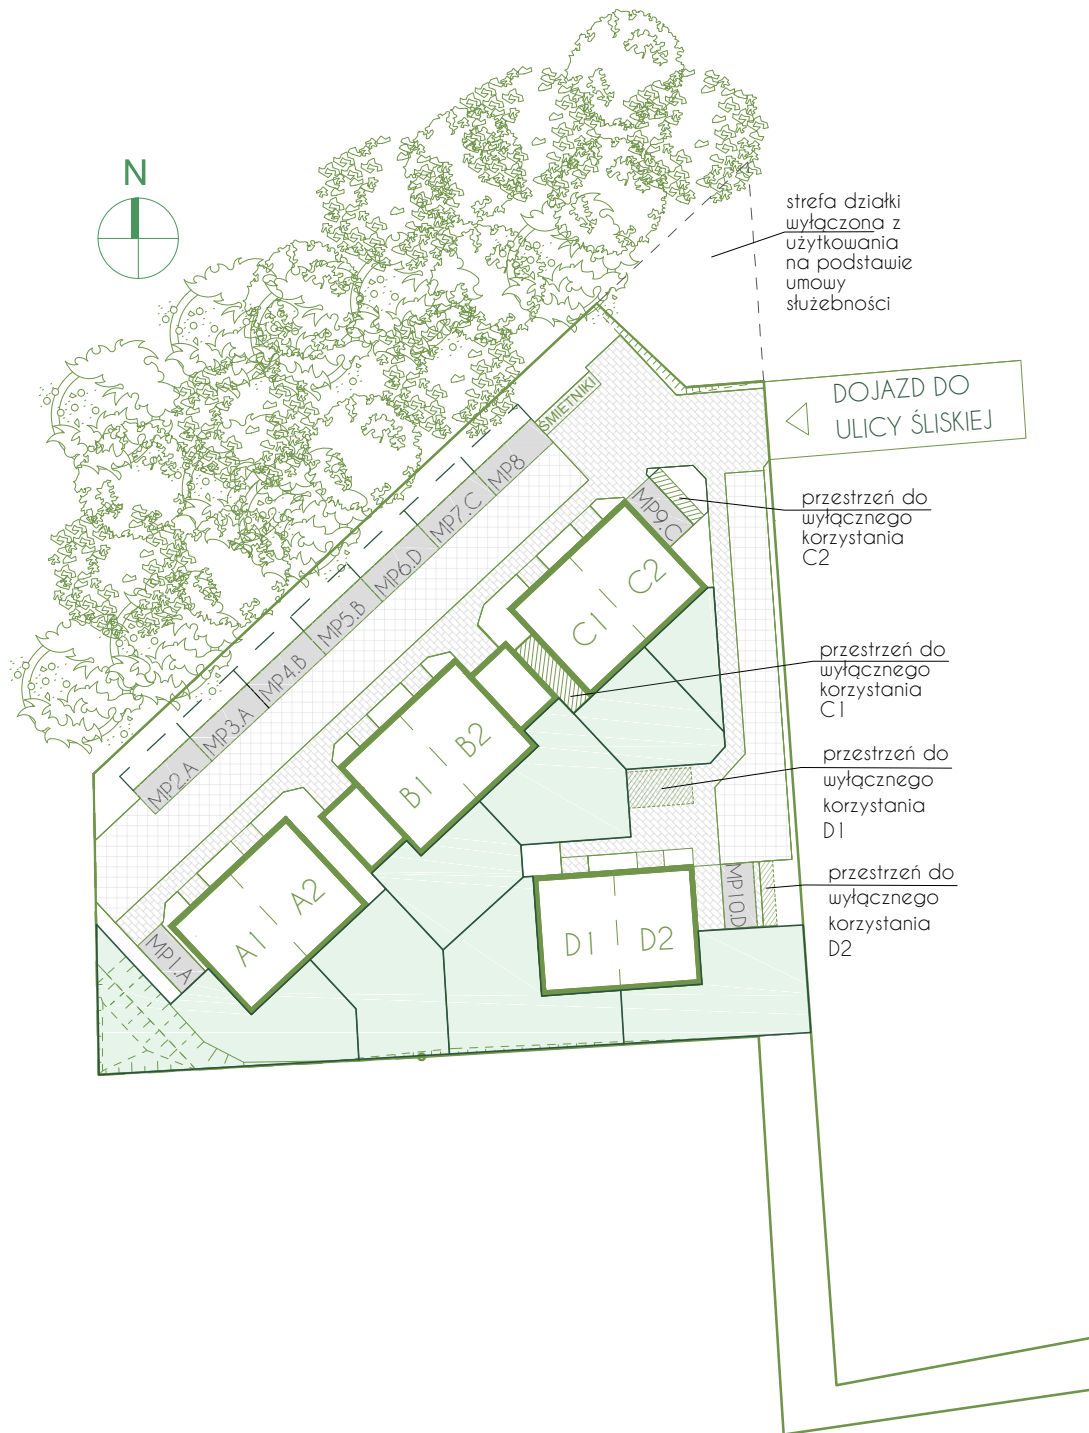 N
strefa działki
wyłączona z
użytkowania
na podstawie
umowy
służebności
DOJAZD DO
ULICY ŚLISKIEJ
ŚMIETNIKI
MP8
MP7.C
MP6.D
MP5.B
MP4.B
MP3.A
MP2.A
MP9.C
przestrzeń do
wyłącznego
korzystania
C2
C1 C2
przestrzeń do
wyłącznego
korzystania
C1
B1 B2
przestrzeń do
wyłącznego
korzystania
D1
A1 A2
MP1.A
D1 D2
MP10.D
przestrzeń do
wyłącznego
korzystania
D2